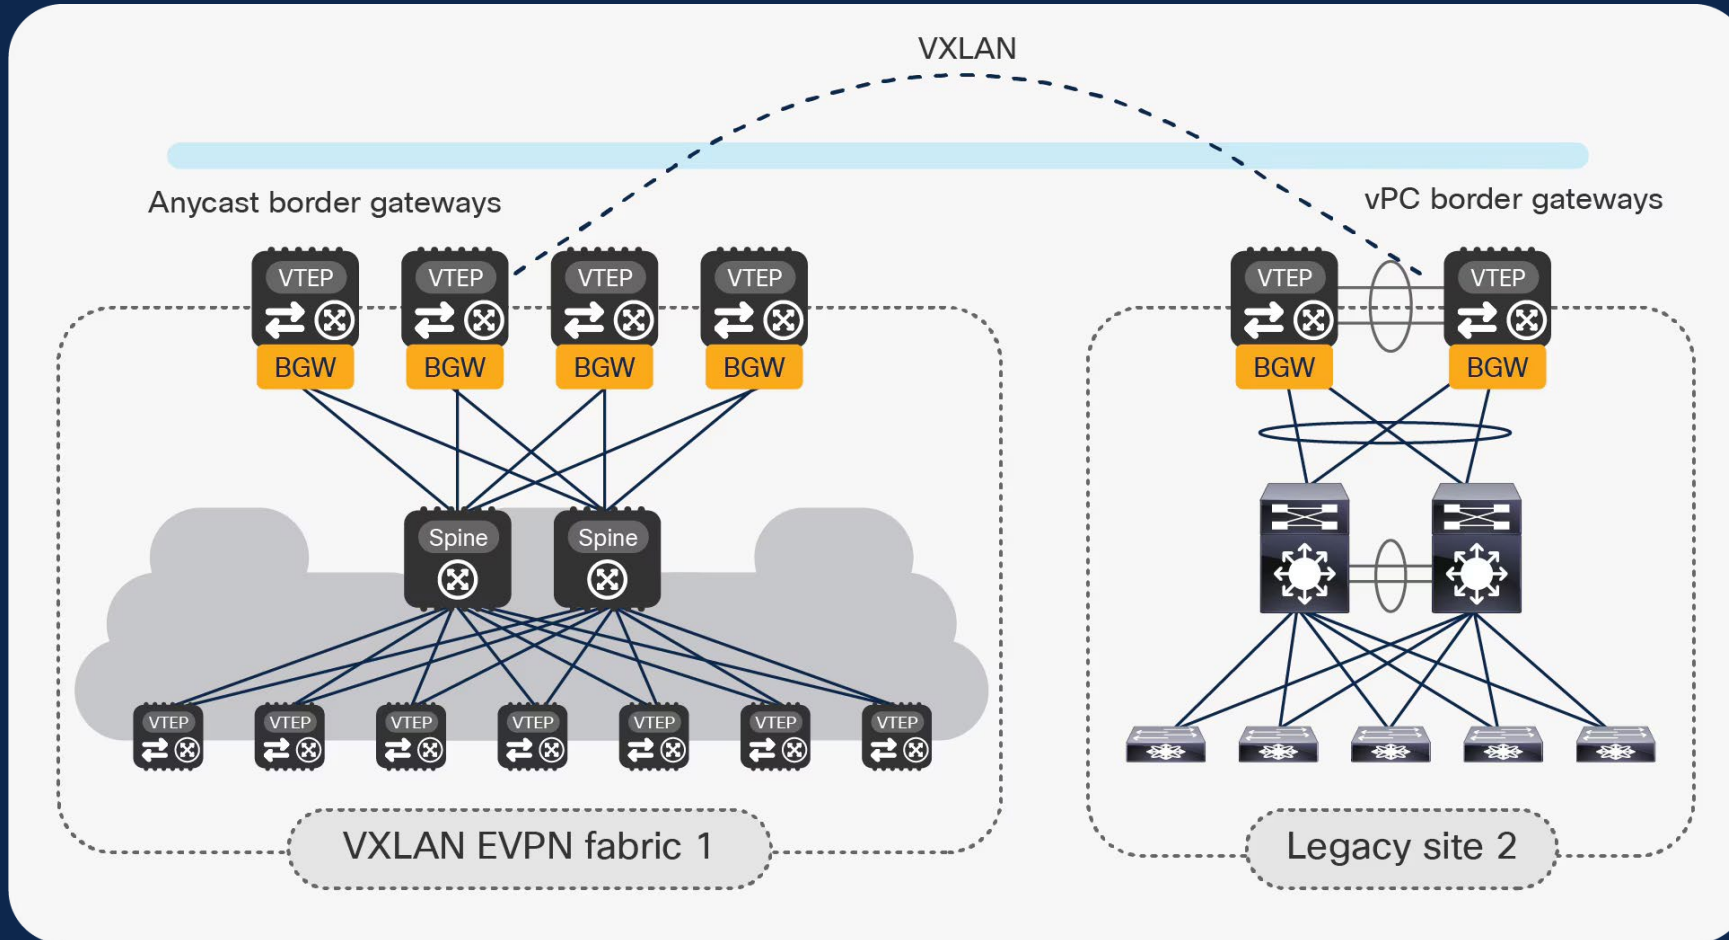 VXLAN
Anycast border gateways
vPC border gateways
VTEP
VTEP
VTEP
VTEP
VTEP
VTEP
BGW
BGW
BGW
BGW
BGW
BGW
Spine
Spine
VTEP
VTEP
VTEP
VTEP
VTEP
VTEP
VTEP
VXLAN EVPN fabric 1
Legacy site 2